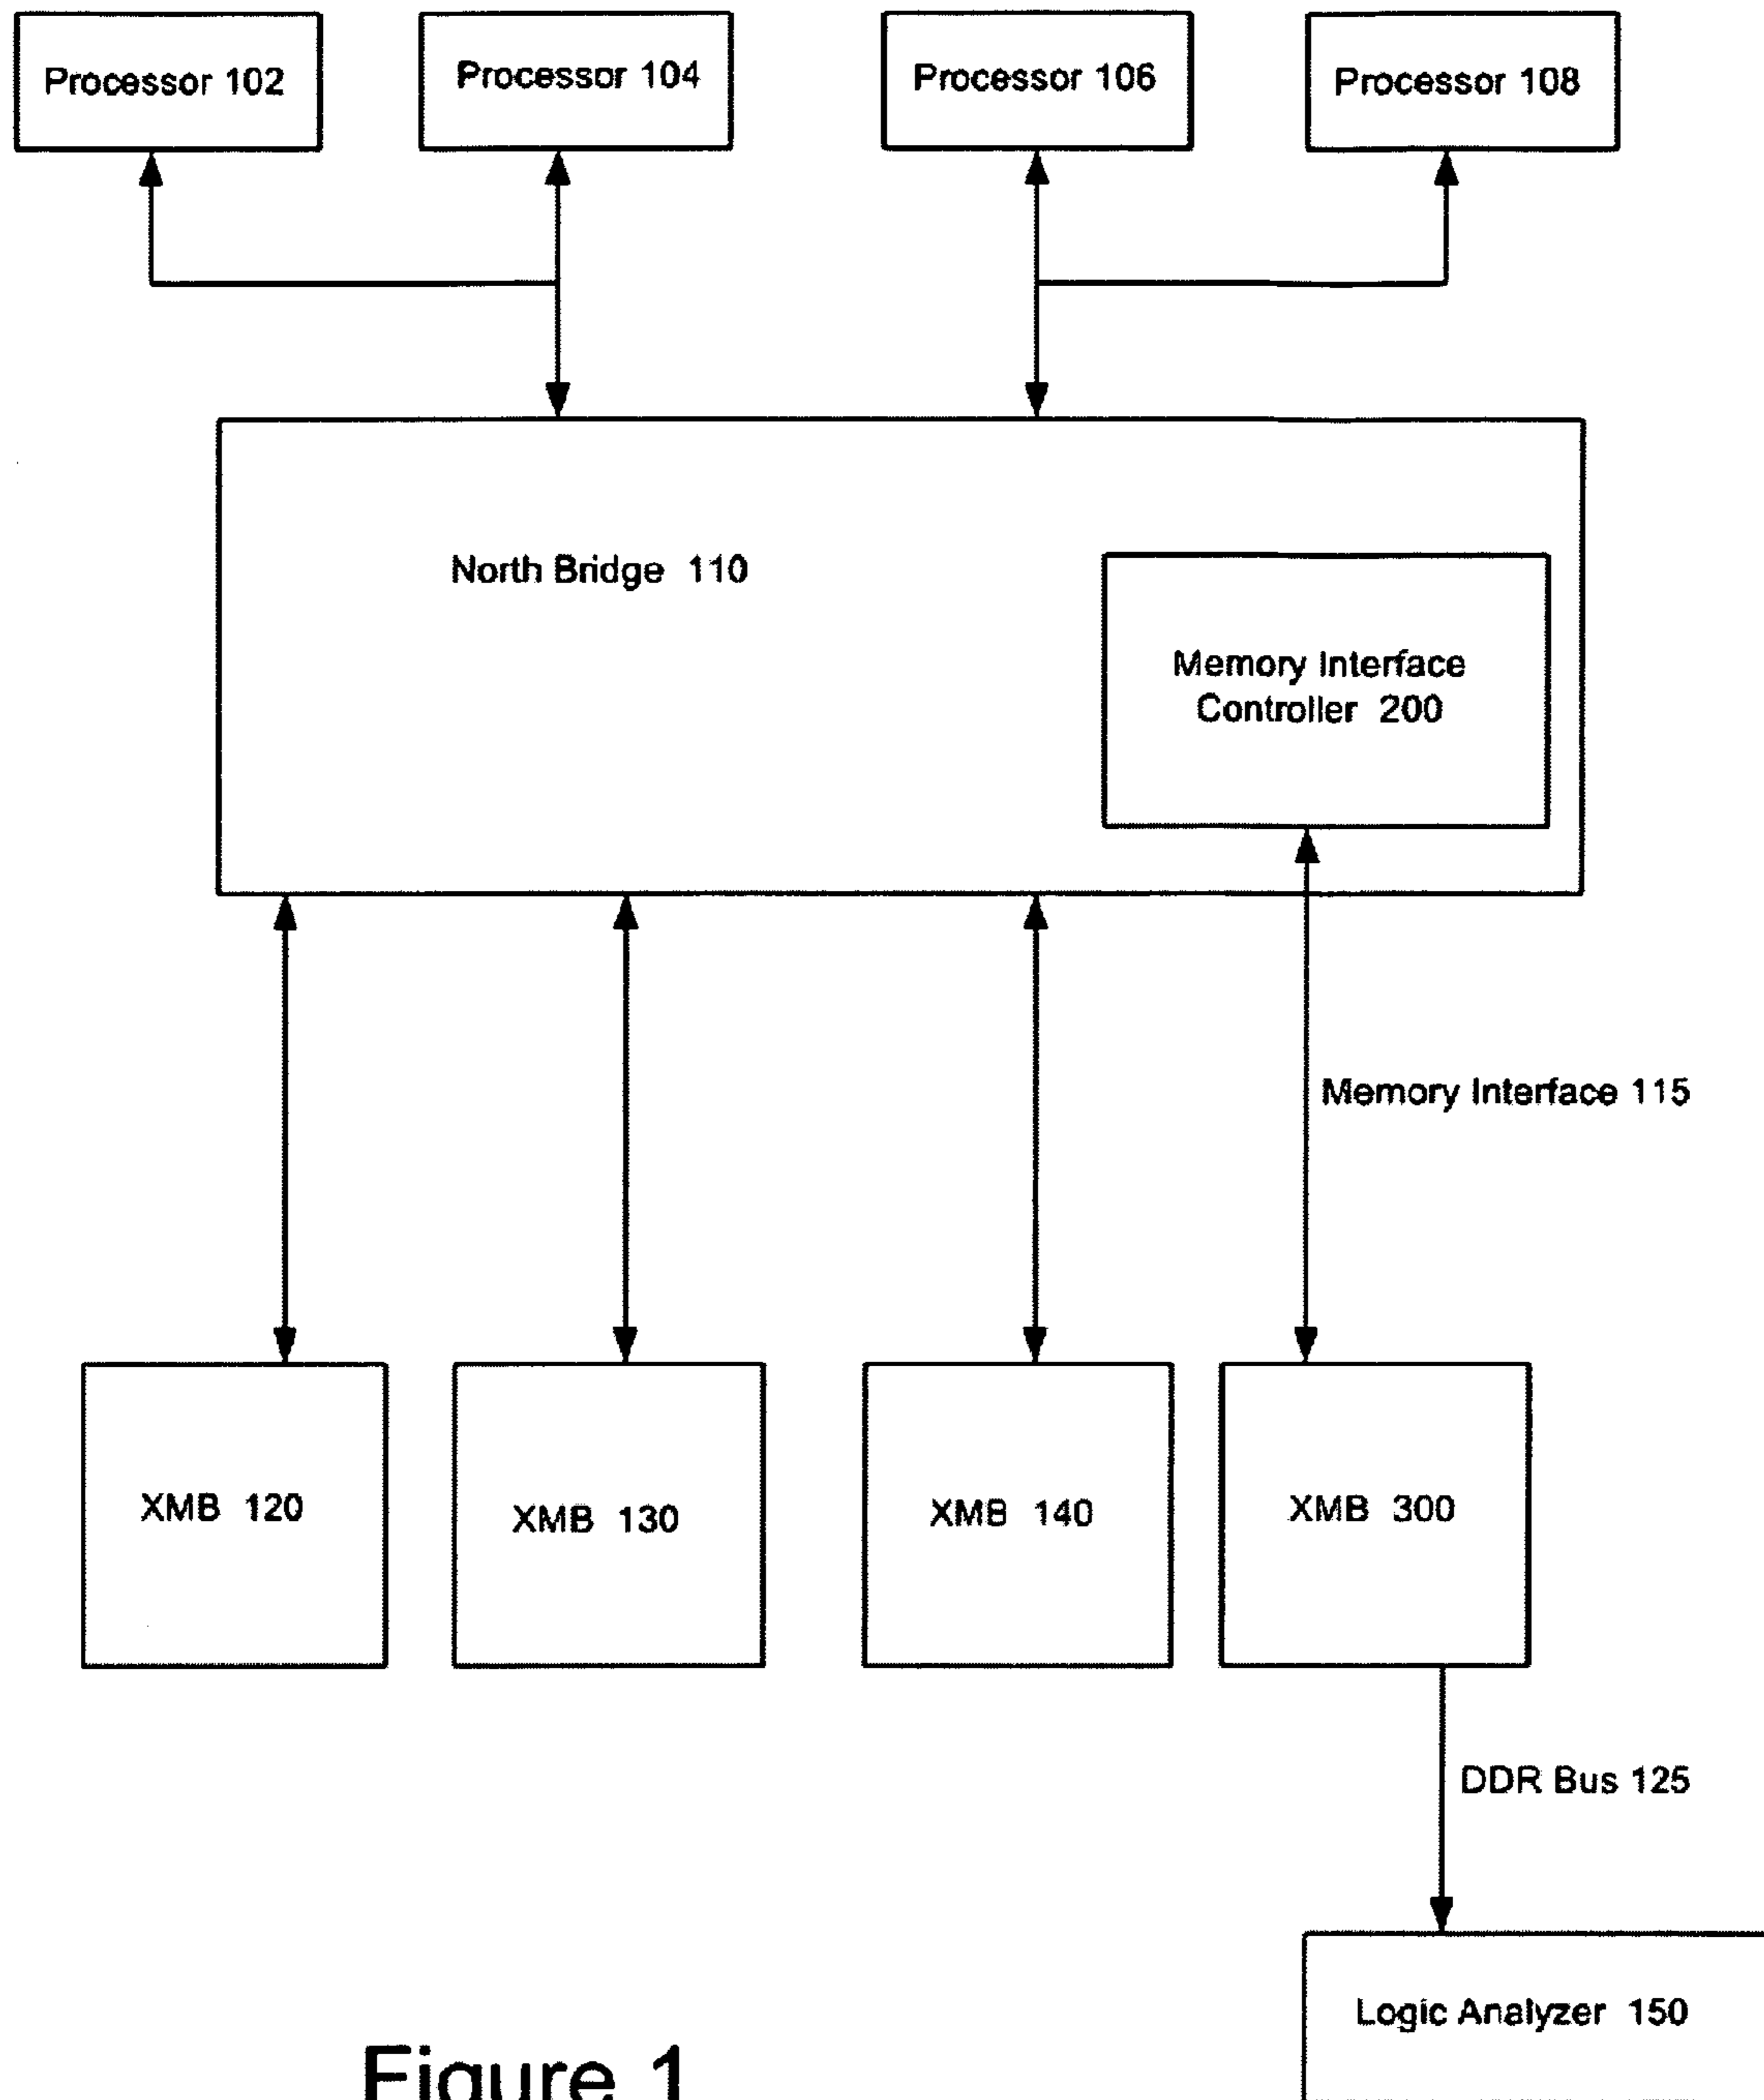 Processor 102
Processor 104
Processor 106
Processor 108
North Bridge 110
Memory Interface
Controller 200
Memory Interface 115
XMB 120
XMB 130
XMB 140
XMB 300
DDR Bus 125
Logic Analyzer 150
Figure 1